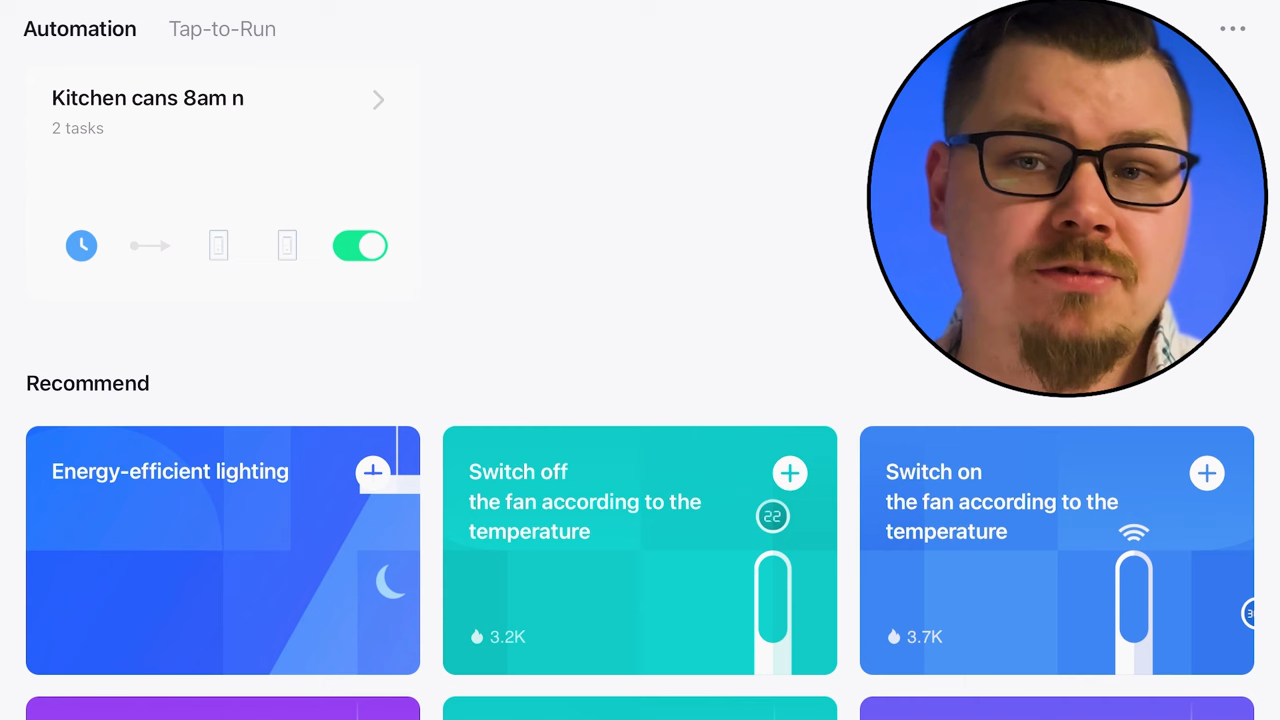 Automation Tap-to-Run
Kitchen cans 8am n
2 tasks
Recommend
Energy-efficient lighting
Switch off
the fan according to the
temperature
22
3.2K
Switch on
the fan according to the
temperature
3.7K